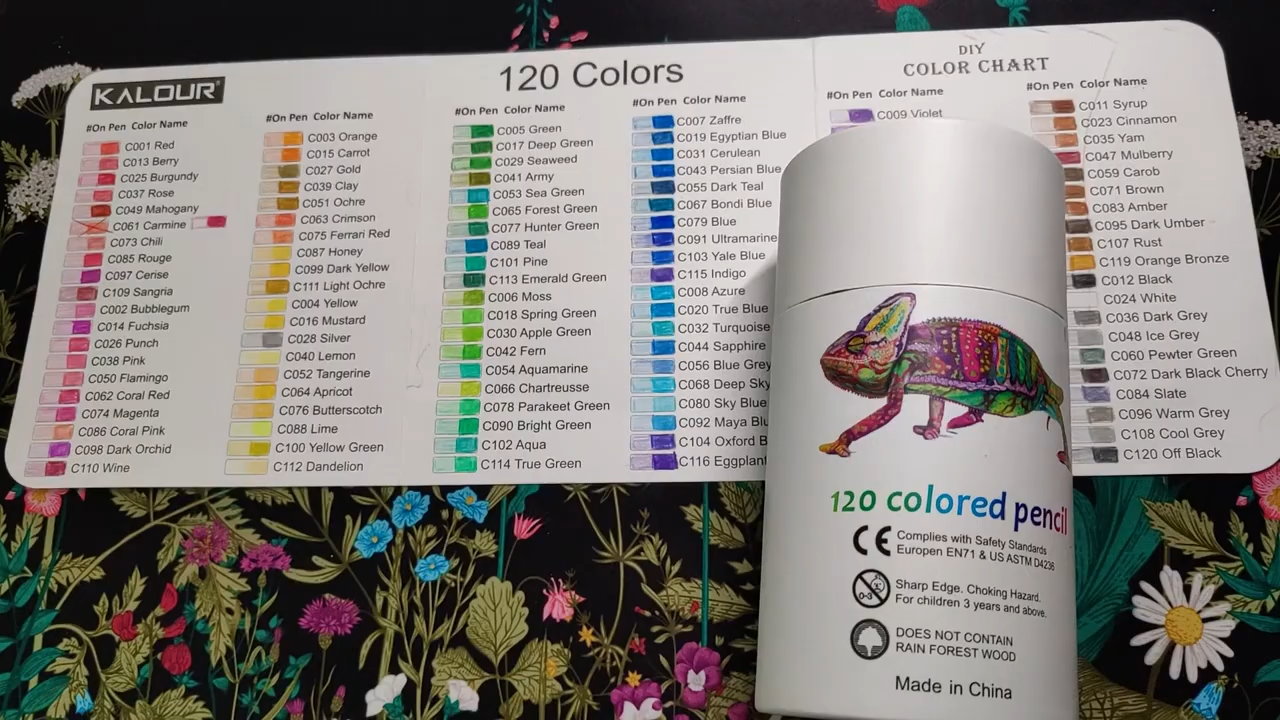 KALOUR®
120 Colors
DIY
COLOR CHART
#On Pen Color Name
C001 Red
C013 Berry
C025 Burgundy
C037 Rose
C049 Mahogany
C061 Carmine
C073 Chili
C085 Rouge
C097 Cerise
C109 Sangria
C002 Bubblegum
C014 Fuchsia
C026 Punch
C038 Pink
C050 Flamingo
C062 Coral Red
C074 Magenta
C086 Coral Pink
C098 Dark Orchid
C110 Wine
#On Pen Color Name
C003 Orange
C015 Carrot
C027 Gold
C039 Clay
C051 Ochre
C063 Crimson
C075 Ferrari Red
C087 Honey
C099 Dark Yellow
C111 Light Ochre
C004 Yellow
C016 Mustard
C028 Silver
C040 Lemon
C052 Tangerine
C064 Apricot
C076 Butterscotch
C088 Lime
C100 Yellow Green
C112 Dandelion
#On Pen Color Name
C005 Green
C017 Deep Green
C029 Seaweed
C041 Army
C053 Sea Green
C065 Forest Green
C077 Hunter Green
C089 Teal
C101 Pine
C113 Emerald Green
C006 Moss
C018 Spring Green
C030 Apple Green
C042 Fern
C054 Aquamarine
C066 Chartreusse
C078 Parakeet Green
C090 Bright Green
C102 Aqua
C114 True Green
#On Pen Color Name
C007 Zaffre
C019 Egyptian Blue
C031 Cerulean
C043 Persian Blue
C055 Dark Teal
C067 Bondi Blue
C079 Blue
C091 Ultramarine
C103 Yale Blue
C115 Indigo
C008 Azure
C020 True Blue
C032 Turquoise
C044 Sapphire
C056 Blue Grey
C068 Deep Sky
C080 Sky Blue
C092 Maya Blu
C104 Oxford B
C116 Eggplant
#On Pen Color Name
C009 Violet
#On Pen Color Name
C011 Syrup
C023 Cinnamon
C035 Yam
C047 Mulberry
C059 Carob
C071 Brown
C083 Amber
C095 Dark Umber
C107 Rust
C119 Orange Bronze
C012 Black
C024 White
C036 Dark Grey
C048 Ice Grey
C060 Pewter Green
C072 Dark Black Cherry
C084 Slate
C096 Warm Grey
C108 Cool Grey
C120 Off Black
120 colored pencil
CE Complies with Safety Standards
Europen EN71 & US ASTM D4236
0-3
Sharp Edge. Choking Hazard.
For children 3 years and above.
DOES NOT CONTAIN
RAIN FOREST WOOD
Made in China